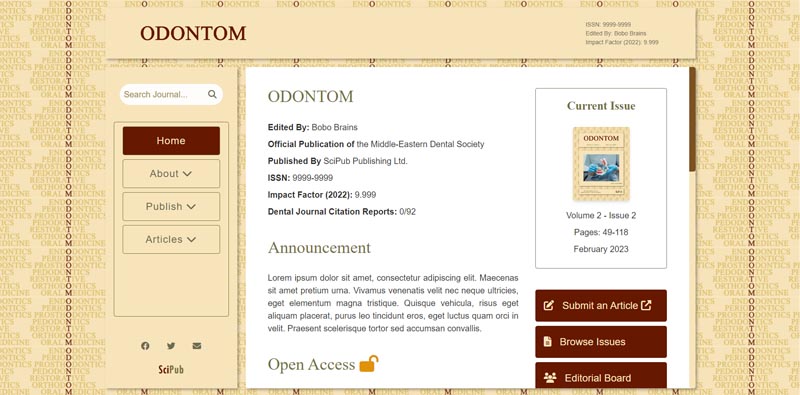 ODONTOM
ISSN: 9999-9999
Edited By: Bobo Brains
Impact Factor (2022): 9.999
Search Journal...
Home
About
Publish
Articles
SciPub
ODONTOM
Edited By: Bobo Brains
Official Publication of the Middle-Eastern Dental Society
Published By SciPub Publishing Ltd.
ISSN: 9999-9999
Impact Factor (2022): 9.999
Dental Journal Citation Reports: 0/92
Announcement
Lorem ipsum dolor sit amet, consectetur adipiscing elit. Maecenas
sit amet pretium urna. Vivamus venenatis velit nec neque ultricies,
eget elementum magna tristique. Quisque vehicula, risus eget
aliquam placerat, purus leo tincidunt eros, eget luctus quam orci in
velit. Praesent scelerisque tortor sed accumsan convallis.
Open Access
Current Issue
ODONTOM
Volume 2 - Issue 2
Pages: 49-118
February 2023
Submit an Article
Browse Issues
Editorial Board